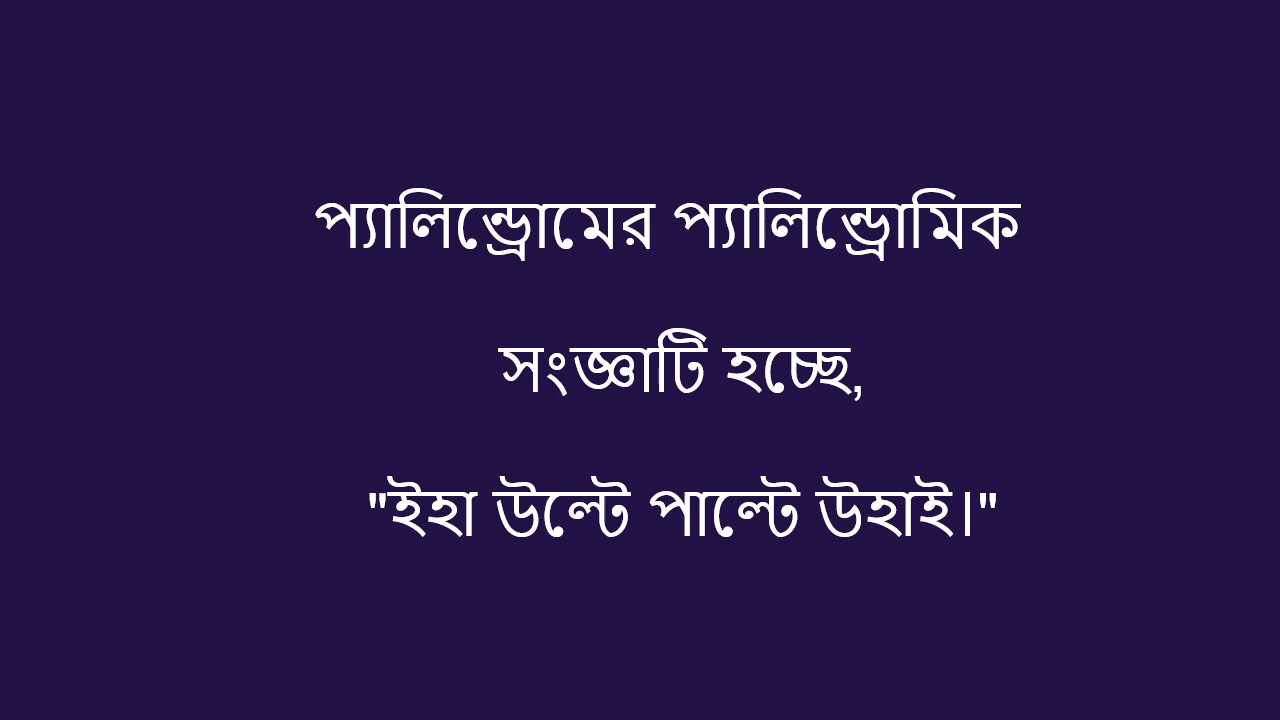 প্যালিন্ড্রোমের প্যালিন্ড্রোমিক
সংজ্ঞাটি হচ্ছে,
"ইহা উল্টে পাল্টে উহাই।"